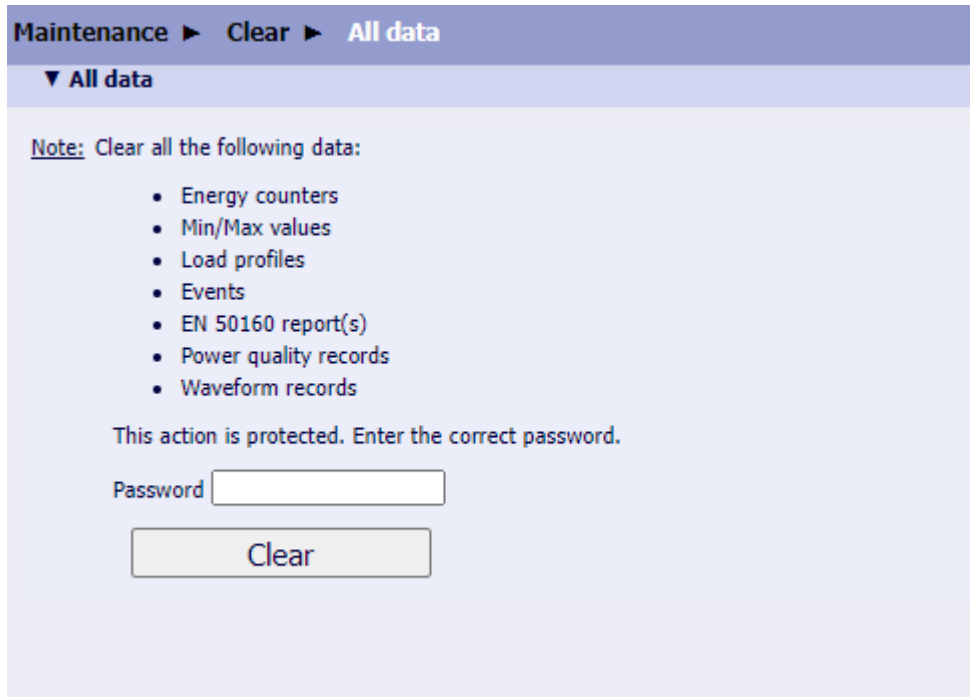 Maintenance ► Clear ► All data
▼ All data
Note: Clear all the following data:
• Energy counters
• Min/Max values
• Load profiles
• Events
• EN 50160 report(s)
• Power quality records
• Waveform records
This action is protected. Enter the correct password.
Password
Clear